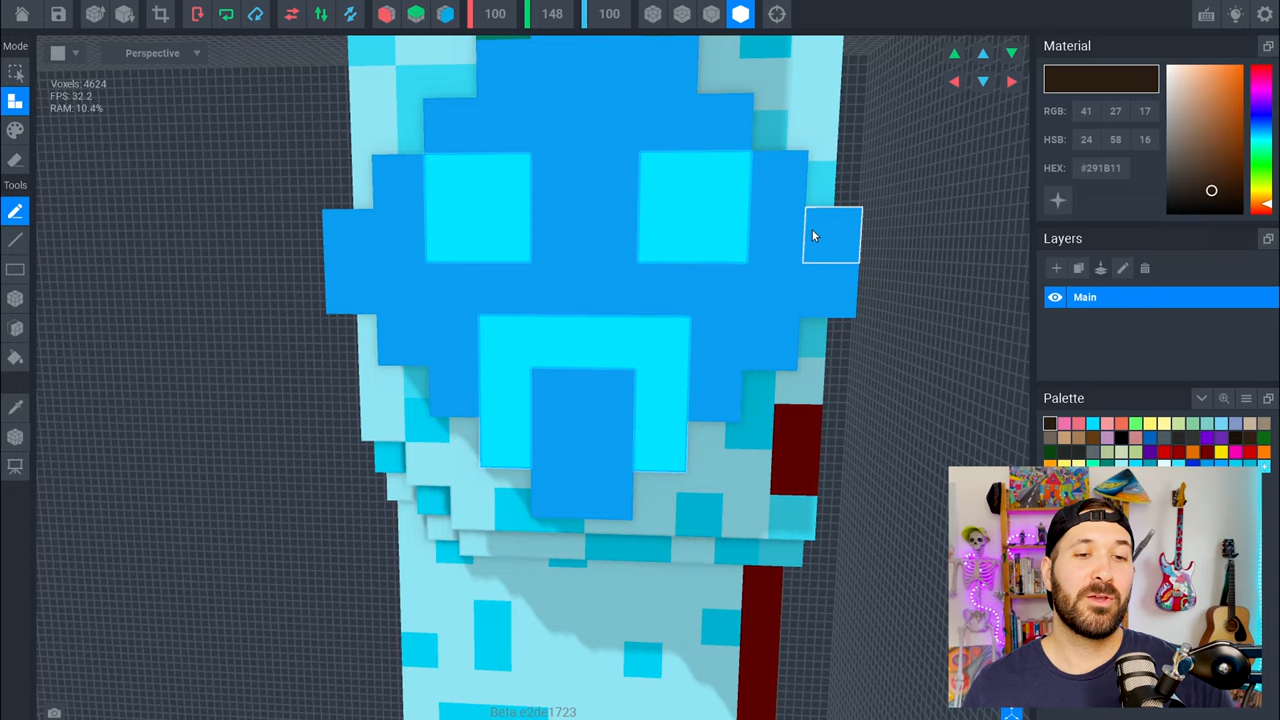 100 148 100
Mode
Perspective
Voxels: 4624
FPS: 32.2
RAM: 10.4%
Tools
Material
RGB: 41 27 17
HSB: 24 58 16
HEX: #291B11
Layers
Main
Palette
Beta e2de1723